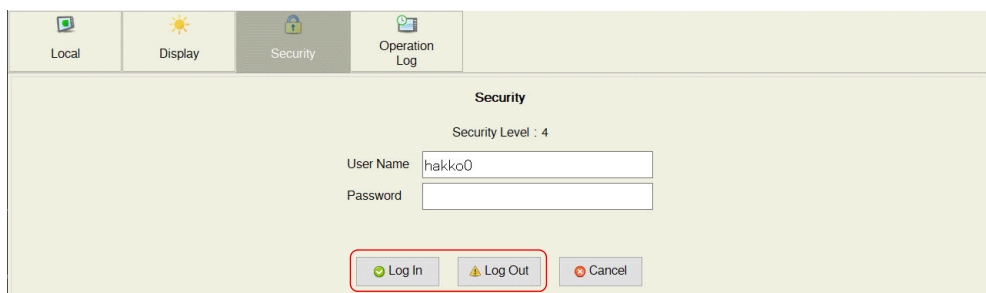 Local Display Security Operation
Log
Security
Security Level : 4
User Name hakko0
Password
Log In Log Out Cancel